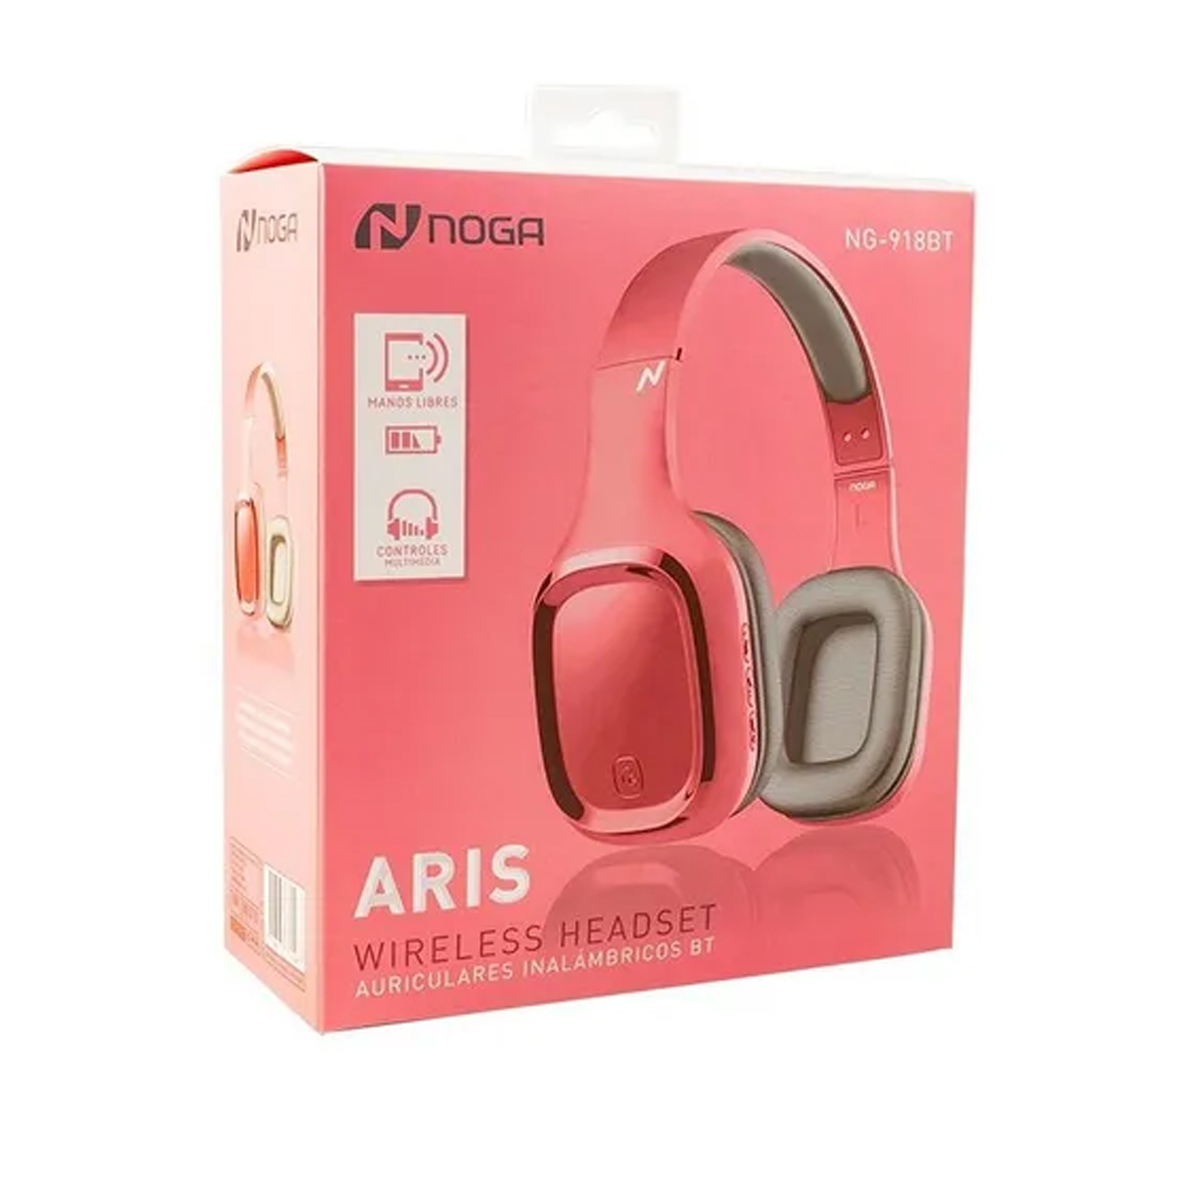 NOGA
NOGA
NG-918BT
MANOS LIBRES
CONTROLES
MULTIMEDIA
NOGA
ARIS
WIRELESS HEADSET
AURICULARES INALÁMBRICOS BT